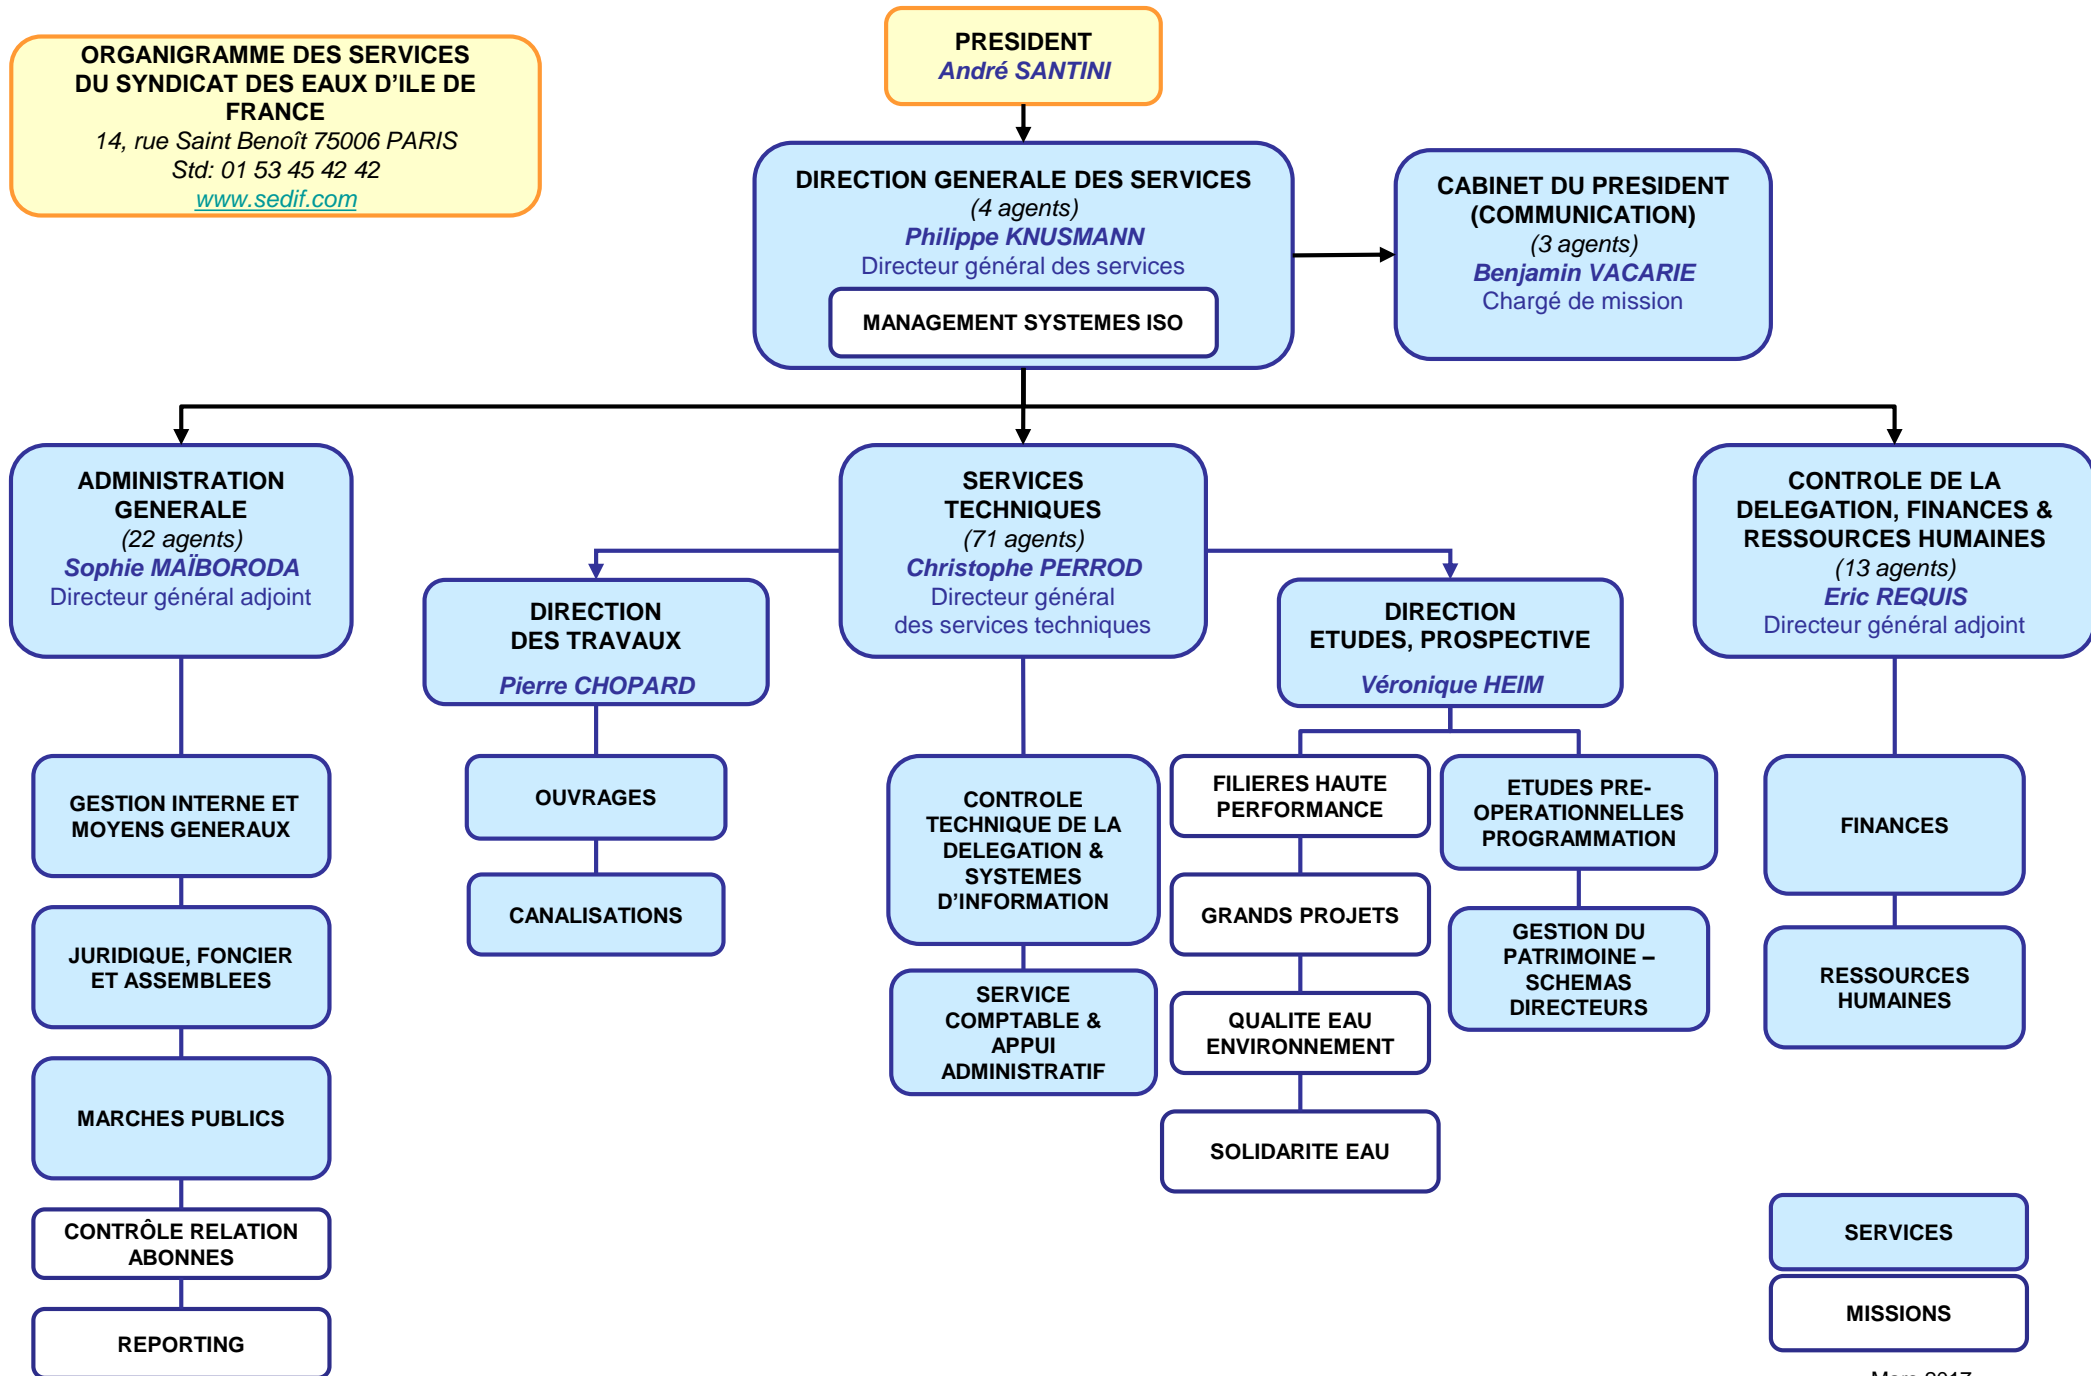 ORGANIGRAMME DES SERVICES
DU SYNDICAT DES EAUX D'ILE DE
FRANCE
14, rue Saint Benoît 75006 PARIS
Std: 01 53 45 42 42
www.sedif.com
PRESIDENT
André SANTINI
DIRECTION GENERALE DES SERVICES
(4 agents)
Philippe KNUSMANN
Directeur général des services
MANAGEMENT SYSTEMES ISO
CABINET DU PRESIDENT
(COMMUNICATION)
(3 agents)
Benjamin VACARIE
Chargé de mission
ADMINISTRATION
GENERALE
(22 agents)
Sophie MAÏBORODA
Directeur général adjoint
SERVICES
TECHNIQUES
(71 agents)
Christophe PERROD
Directeur général
des services techniques
CONTROLE DE LA
DELEGATION, FINANCES &
RESSOURCES HUMAINES
(13 agents)
Eric REQUIS
Directeur général adjoint
DIRECTION
DES TRAVAUX
Pierre CHOPARD
DIRECTION
ETUDES, PROSPECTIVE
Véronique HEIM
GESTION INTERNE ET
MOYENS GENERAUX
JURIDIQUE, FONCIER
ET ASSEMBLEES
MARCHES PUBLICS
CONTRÔLE RELATION
ABONNES
REPORTING
OUVRAGES
CANALISATIONS
CONTROLE
TECHNIQUE DE LA
DELEGATION &
SYSTEMES
D'INFORMATION
SERVICE
COMPTABLE &
APPUI
ADMINISTRATIF
FILIERES HAUTE
PERFORMANCE
GRANDS PROJETS
QUALITE EAU
ENVIRONNEMENT
SOLIDARITE EAU
ETUDES PRE-
OPERATIONNELLES
PROGRAMMATION
GESTION DU
PATRIMOINE –
SCHEMAS
DIRECTEURS
FINANCES
RESSOURCES
HUMAINES
SERVICES
MISSIONS
Mars 2017